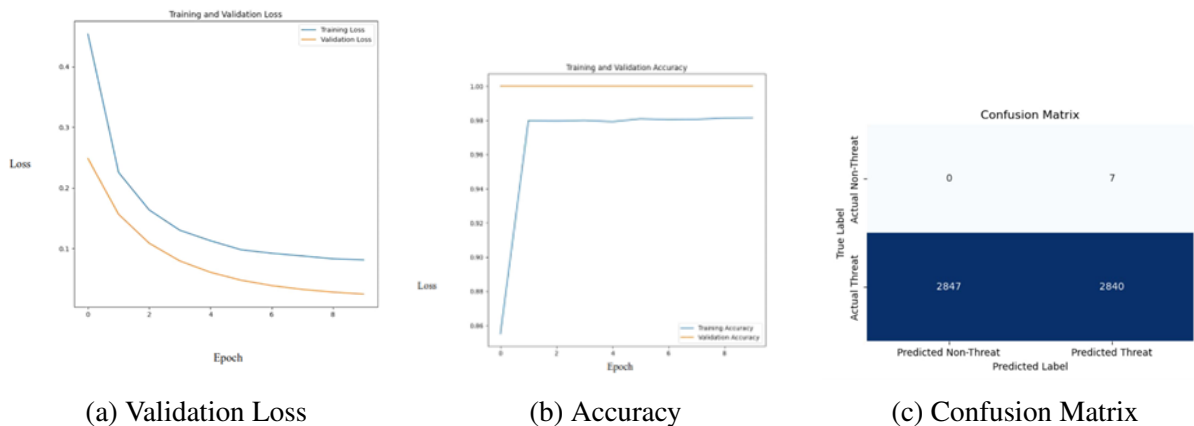 Training and Validation Loss
Training Loss
Validation Loss
0.4
0.3
0.2
0.1
Loss
0 2 4 6 8
Epoch
(a) Validation Loss
Training and Validation Accuracy
1.00
0.98
0.96
0.94
0.92
0.90
0.88
0.86
Loss
Training Accuracy
Validation Accuracy
0 2 4 6 8
Epoch
(b) Accuracy
Confusion Matrix
True Label
Actual Non-Threat
Actual Threat
0 7
2847 2840
Predicted Non-Threat Predicted Threat
Predicted Label
(c) Confusion Matrix